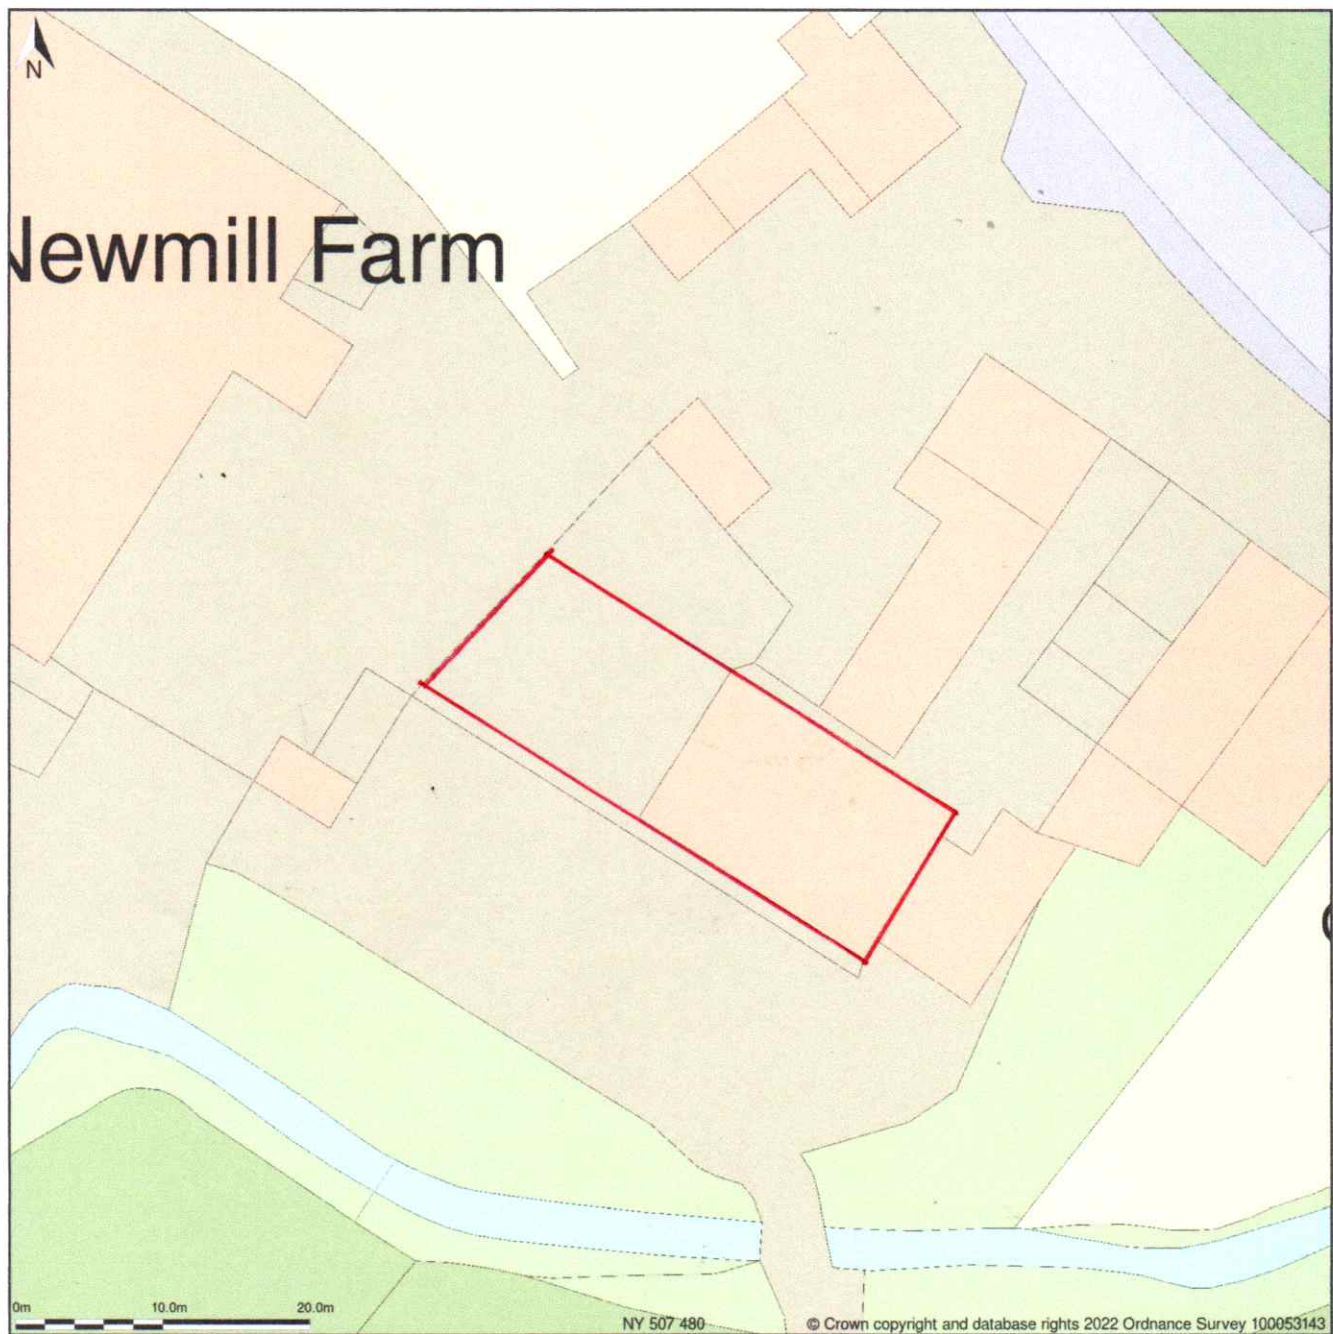 N
Newmill Farm
0m 10.0m 20.0m
NY 507 480
© Crown copyright and database rights 2022 Ordnance Survey 100053143